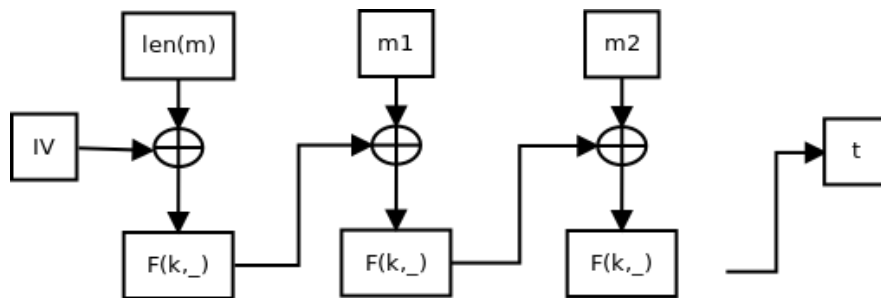 len(m)
m1
m2
IV
t
F(k,_)
F(k,_)
F(k,_)